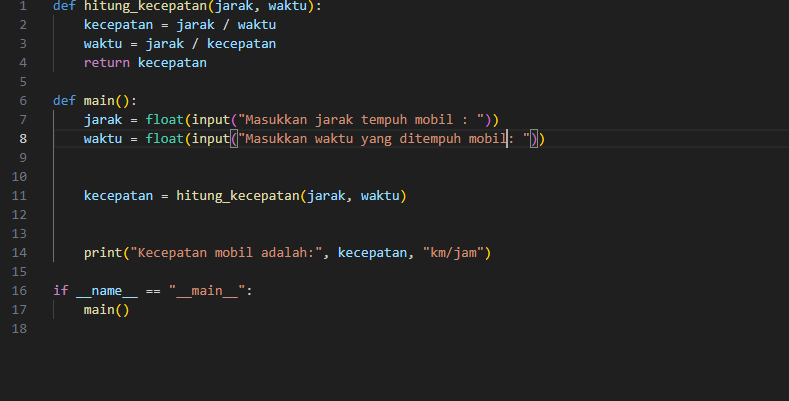 1 def hitung_kecepatan(jarak, waktu):
2 kecepatan = jarak / waktu
3 waktu = jarak / kecepatan
4 return kecepatan
5
6 def main():
7 jarak = float(input("Masukkan jarak tempuh mobil : "))
8 waktu = float(input("Masukkan waktu yang ditempuh mobil: "))
9
10
11 kecepatan = hitung_kecepatan(jarak, waktu)
12
13
14 print("Kecepatan mobil adalah:", kecepatan, "km/jam")
15
16 if __name__ == "__main__":
17 main()
18